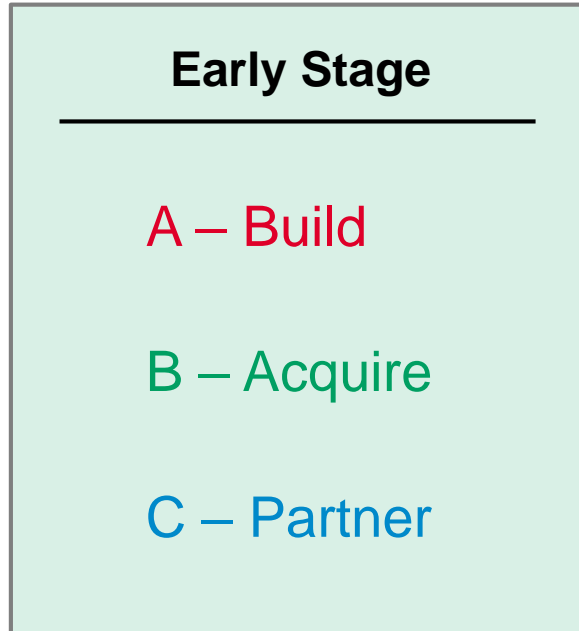 Early Stage
A – Build
B – Acquire
C – Partner